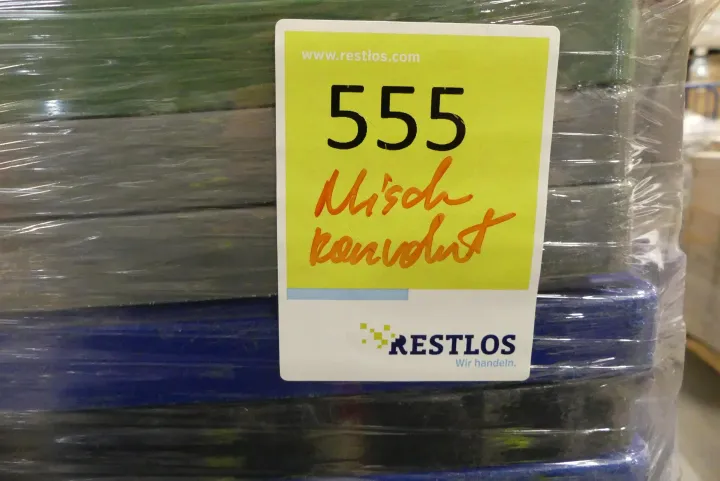 www.restlos.com
555
Misch
konvolut
RESTLOS
Wir handeln.